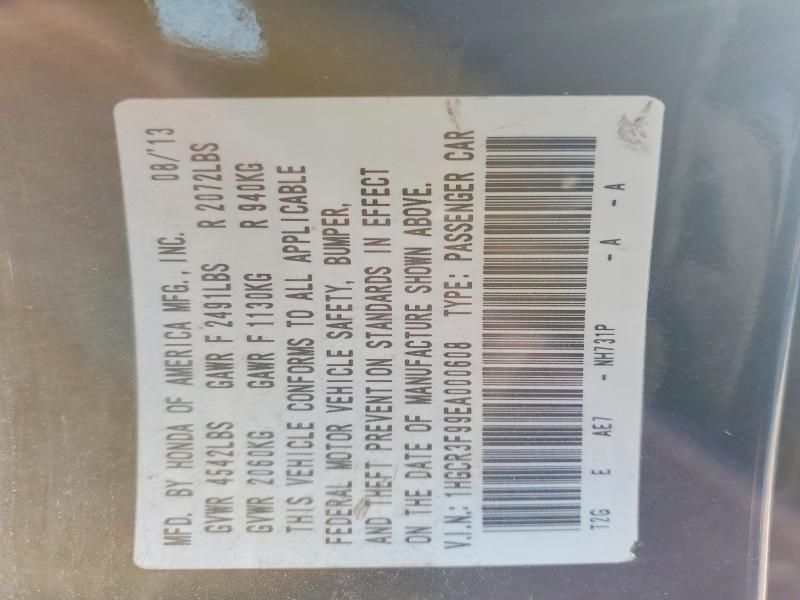 MFD. BY HONDA OF AMERICA MFG., INC. 08/'13
GVWR 4542LBS GAWR F 2491LBS R 2072LBS
GVWR 2060KG GAWR F 1130KG R 940KG
THIS VEHICLE CONFORMS TO ALL APPLICABLE
FEDERAL MOTOR VEHICLE SAFETY, BUMPER,
AND THEFT PREVENTION STANDARDS IN EFFECT
ON THE DATE OF MANUFACTURE SHOWN ABOVE.
V.I.N.: 1HGCR3F99EA000608 TYPE: PASSENGER CAR
T2G E AE7 - NH731P - A - A